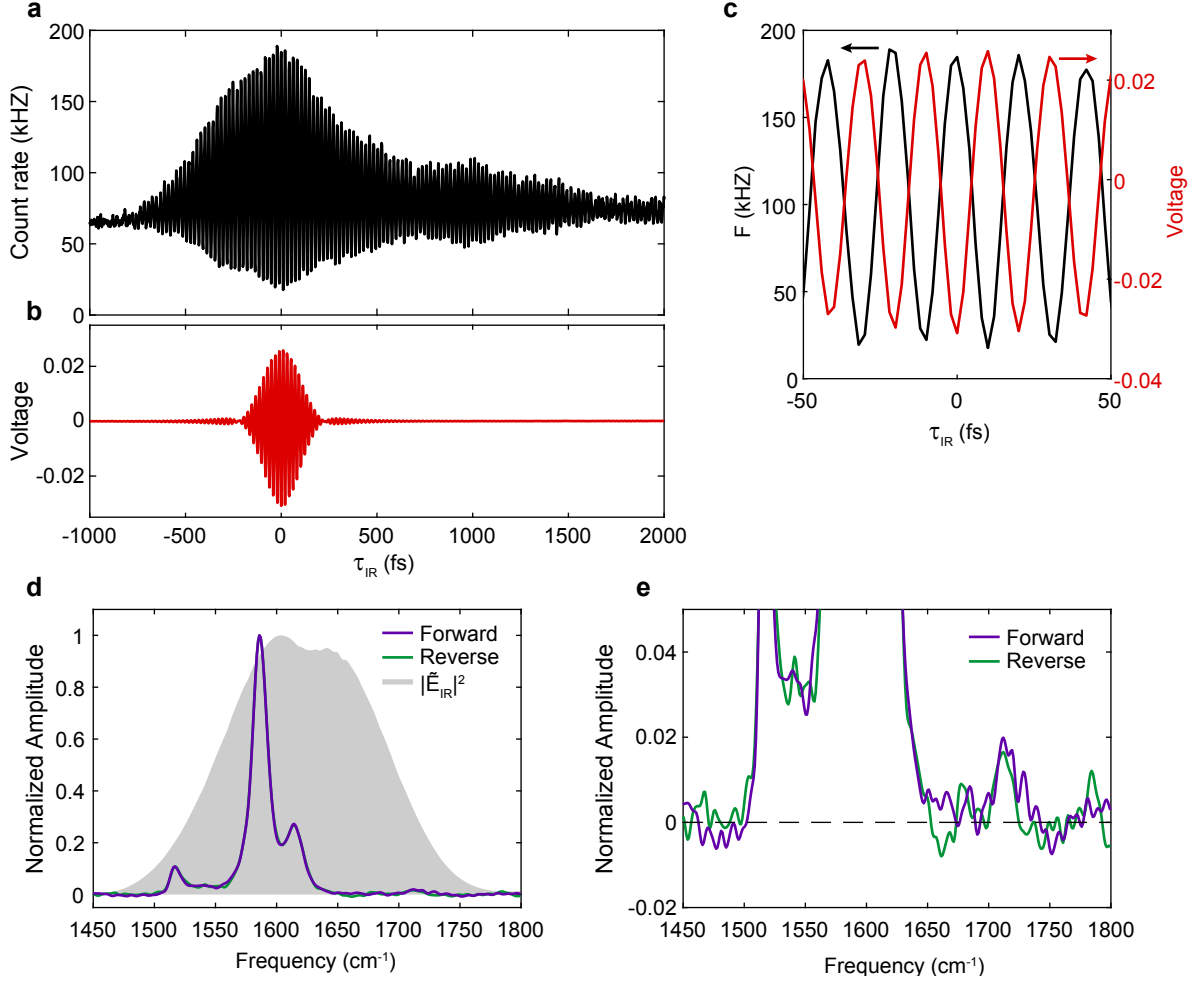 a
200
150
100
50
0
Count rate (kHZ)
b
0.02
0
-0.02
Voltage
-1000
-500
0
500
1000
1500
2000
τIR (fs)
c
200
150
100
50
0
F (kHZ)
0.02
0
-0.02
-0.04
Voltage
-50
0
50
τIR (fs)
d
1
0.8
0.6
0.4
0.2
0
Normalized Amplitude
Forward
Reverse
|ẼIR|²
1450
1500
1550
1600
1650
1700
1750
1800
Frequency (cm-1)
e
0.04
0.02
0
-0.02
Normalized Amplitude
Forward
Reverse
1450
1500
1550
1600
1650
1700
1750
1800
Frequency (cm-1)